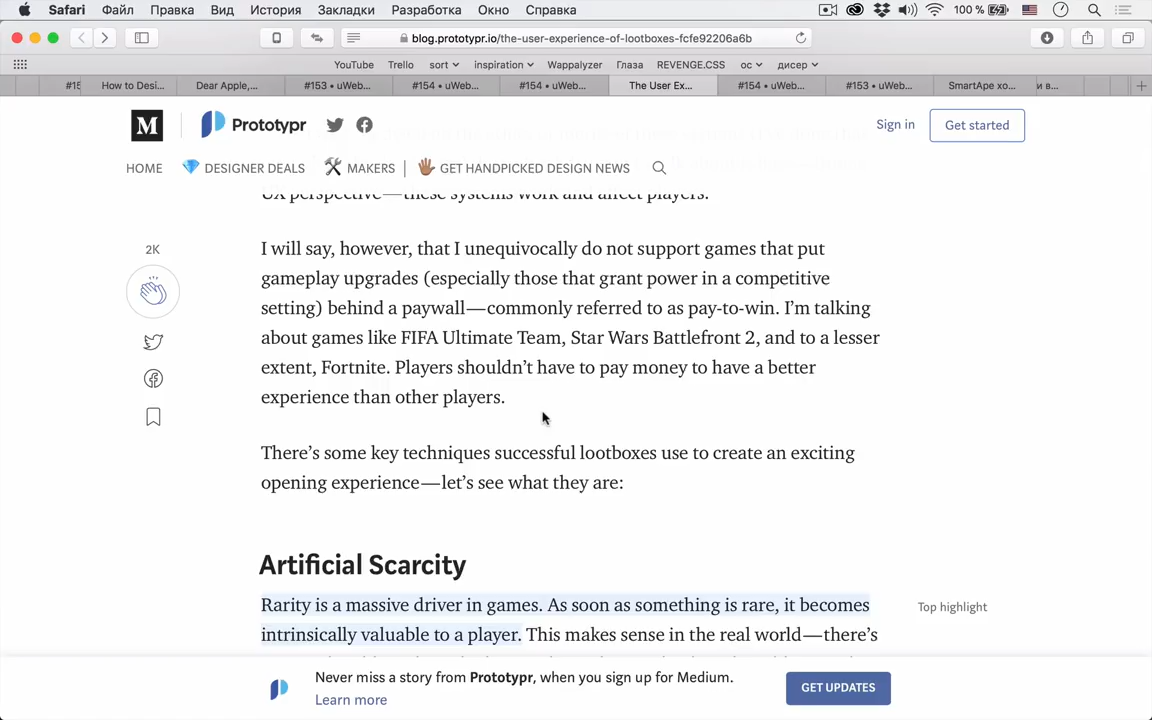 Safari Файл Правка Вид История Закладки Разработка Окно Справка 100 %
blog.prototypr.io/the-user-experience-of-lootboxes-fcfe92206a6b
YouTube Trello sort inspiration Wappalyzer Глаза REVENGE.CSS ос дисер
#15 How to Desi... Dear Apple,... #153 • uWeb... #154 • uWeb... #154 • uWeb... The User Ex... #154 • uWeb... #153 • uWeb... SmartApe хо... и в...
M Prototypr Sign in Get started
HOME DESIGNER DEALS MAKERS | GET HANDPICKED DESIGN NEWS
UX perspective—these systems work and affect players.
2K
I will say, however, that I unequivocally do not support games that put
gameplay upgrades (especially those that grant power in a competitive
setting) behind a paywall—commonly referred to as pay-to-win. I’m talking
about games like FIFA Ultimate Team, Star Wars Battlefront 2, and to a lesser
extent, Fortnite. Players shouldn’t have to pay money to have a better
experience than other players.
There’s some key techniques successful lootboxes use to create an exciting
opening experience—let’s see what they are:
Artificial Scarcity
Rarity is a massive driver in games. As soon as something is rare, it becomes
intrinsically valuable to a player. This makes sense in the real world—there’s
Top highlight
Never miss a story from Prototypr, when you sign up for Medium.
Learn more
GET UPDATES